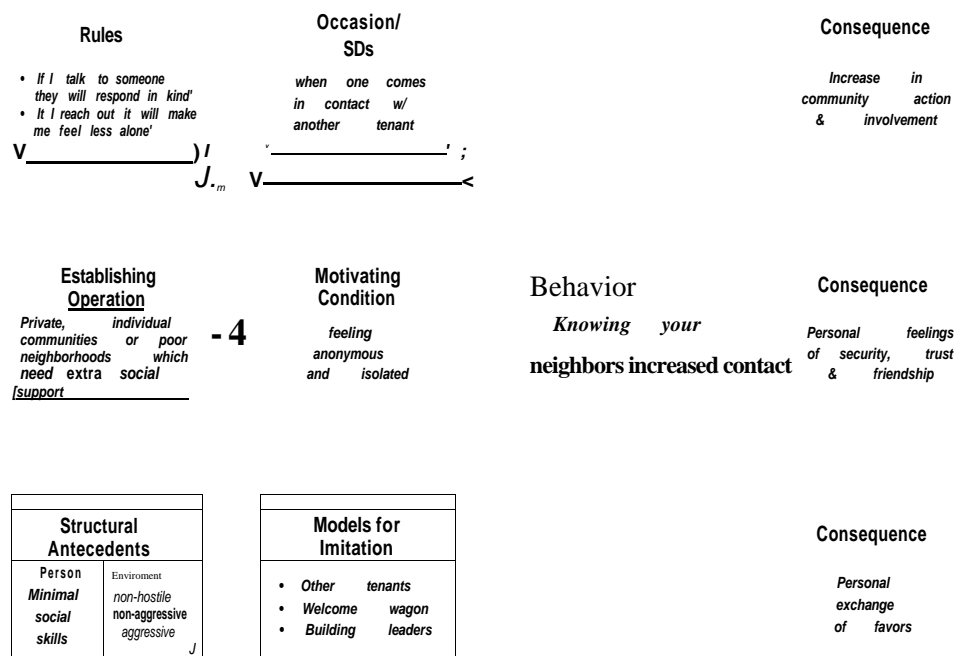 Rules
• If I talk to someone
they will respond in kind'
• It I reach out it will make
me feel less alone'
V )I
J.m
Occasion/
SDs
when one comes
in contact w/
another tenant
v ' ;
V <
Consequence
Increase in
community action
& involvement
Establishing
Operation
Private, individual
communities or poor
neighborhoods which
need extra social
[support
- 4
Motivating
Condition
feeling
anonymous
and isolated
Behavior
Knowing your
neighbors increased contact
Consequence
Personal feelings
of security, trust
& friendship
Structural
Antecedents
Person
Minimal
social
skills
Enviroment
non-hostile
non-aggressive
aggressive
J
Models for
Imitation
• Other tenants
• Welcome wagon
• Building leaders
Consequence
Personal
exchange
of favors